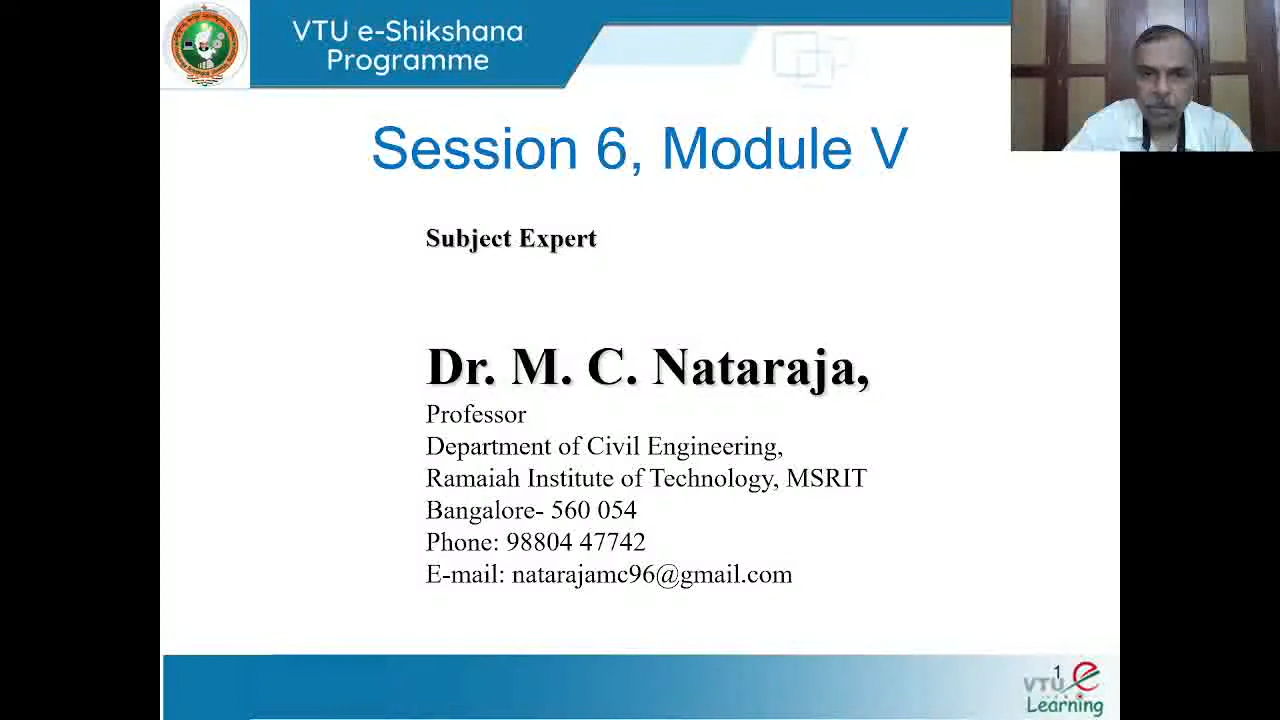 VTU e-Shikshana
Programme
Session 6, Module V
Subject Expert
Dr. M. C. Nataraja,
Professor
Department of Civil Engineering,
Ramaiah Institute of Technology, MSRIT
Bangalore- 560 054
Phone: 98804 47742
E-mail: natarajamc96@gmail.com
1
VTU e
Learning